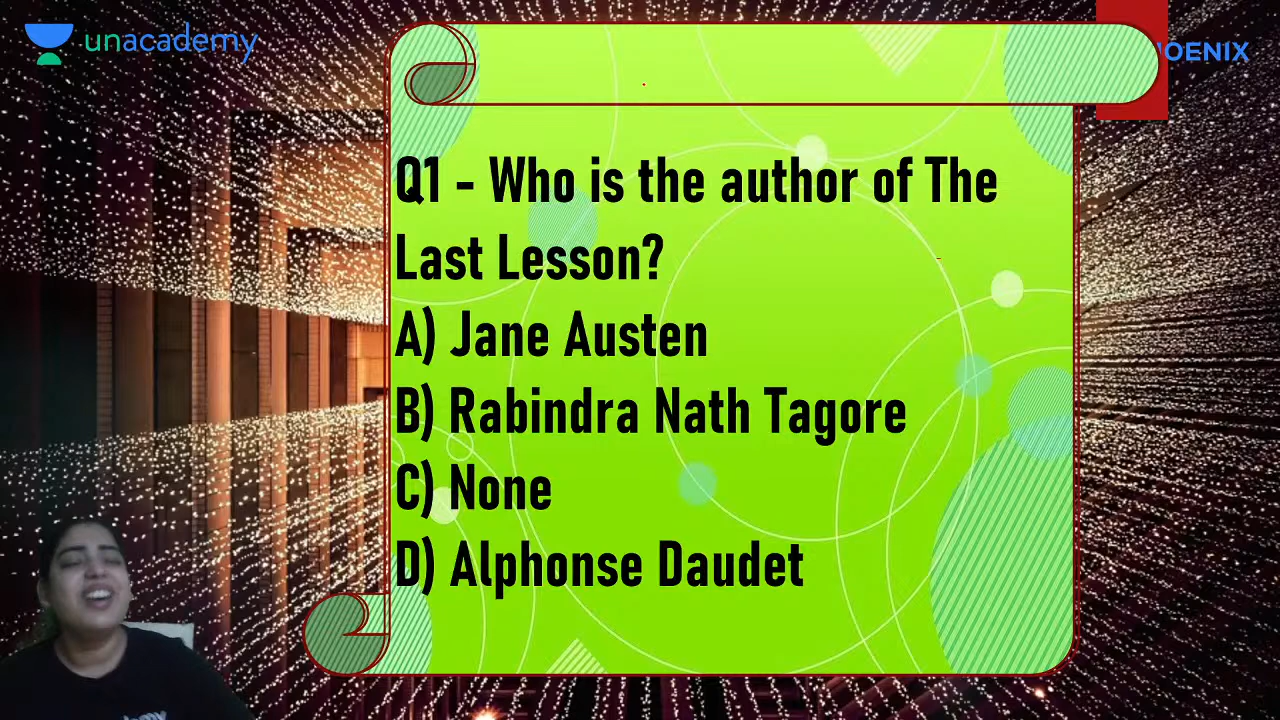 unacademy
OENIX
Q1 - Who is the author of The
Last Lesson?
A) Jane Austen
B) Rabindra Nath Tagore
C) None
D) Alphonse Daudet